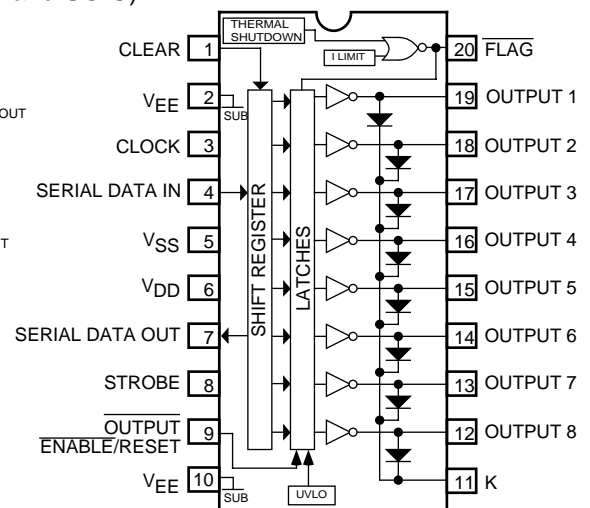 THERMAL
SHUTDOWN
I LIMIT
CLEAR 1
20 FLAG
VEE 2
SUB
19 OUTPUT 1
OUT
CLOCK 3
18 OUTPUT 2
SERIAL DATA IN 4
17 OUTPUT 3
VSS 5
16 OUTPUT 4
T
VDD 6
15 OUTPUT 5
SERIAL DATA OUT 7
14 OUTPUT 6
STROBE 8
13 OUTPUT 7
OUTPUT
ENABLE/RESET 9
12 OUTPUT 8
VEE 10
SUB
11 K
SHIFT REGISTER
LATCHES
UVLO